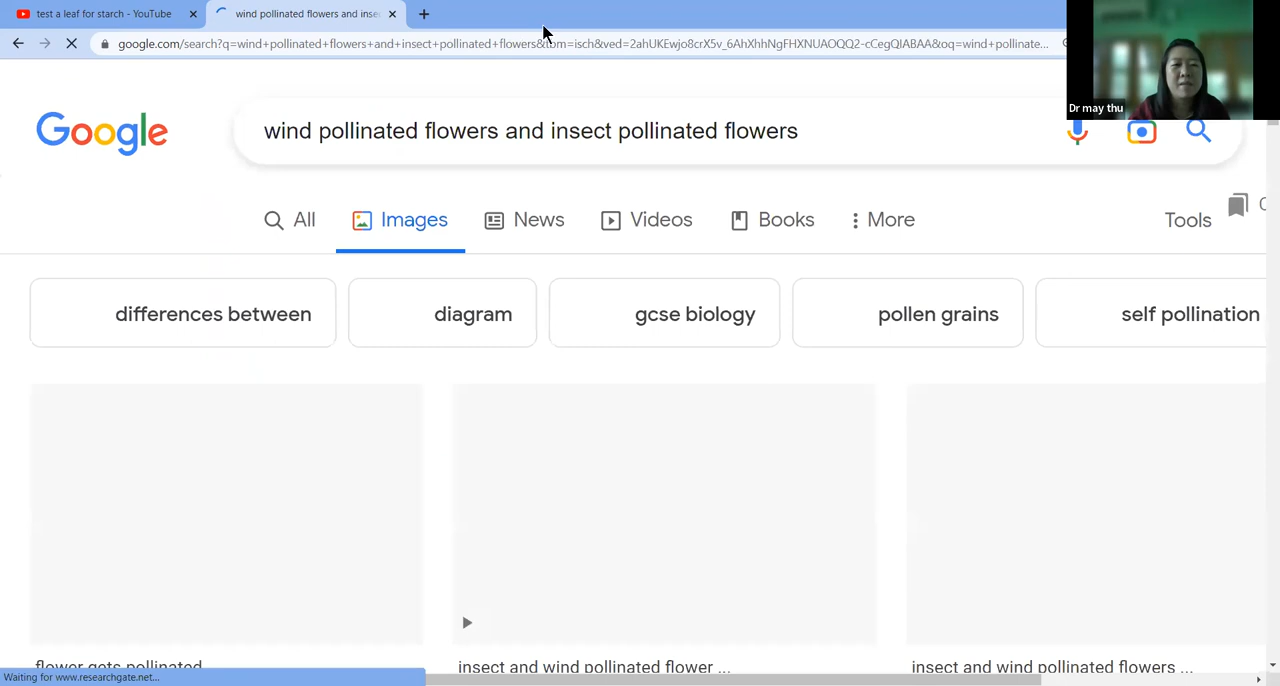 test a leaf for starch - YouTube
wind pollinated flowers and inse
google.com/search?q=wind+pollinated+flowers+and+insect+pollinated+flowers&tbm=isch&ved=2ahUKEwjo8crX5v_6AhXhhNgFHXNUAOQQ2-cCegQIABAA&oq=wind+pollinate...
Dr may thu
Google
wind pollinated flowers and insect pollinated flowers
All
Images
News
Videos
Books
More
Tools
differences between
diagram
gcse biology
pollen grains
self pollination
flower gets pollinated
insect and wind pollinated flower ...
insect and wind pollinated flowers ...
Waiting for www.researchgate.net...